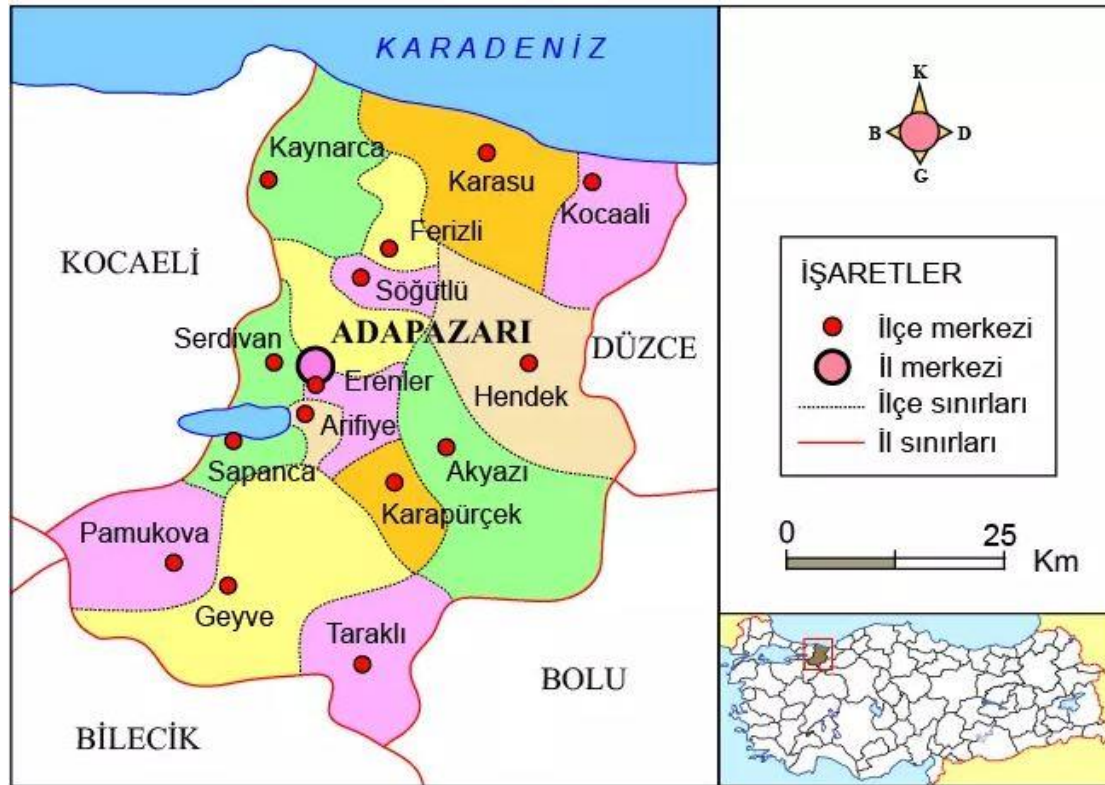 KARADENİZ
Kaynarca
Karasu
Kocaali
Ferizli
KOCAELİ
Söğütlü
Serdivan
ADAPAZARI
DÜZCE
Erenler
Hendek
Arifiye
Sapanca
Akyazı
Karapürçek
Pamukova
Geyve
Taraklı
BOLU
BİLECİK
K
B
D
G
İŞARETLER
İlçe merkezi
İl merkezi
İlçe sınırları
İl sınırları
0 25 Km